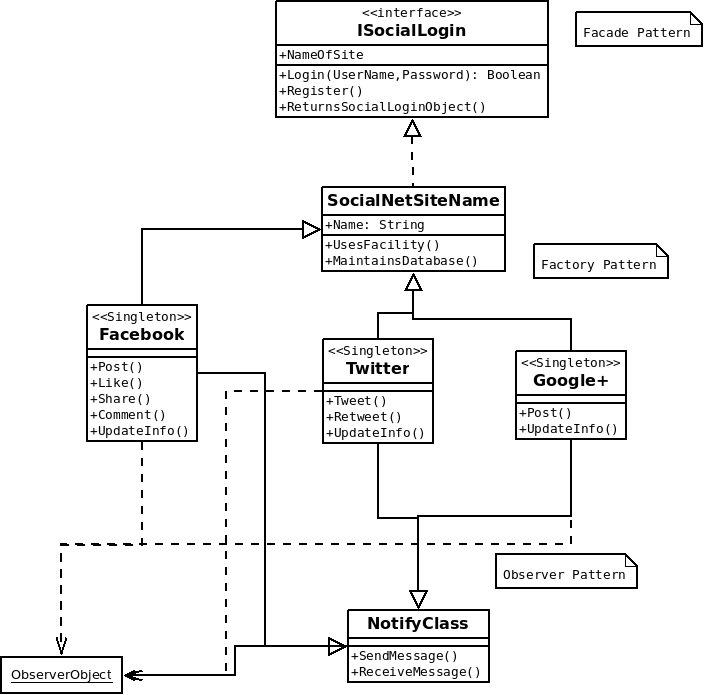 <<interface>>
ISocialLogin
+NameOfSite
+Login(UserName,Password): Boolean
+Register()
+ReturnsSocialLoginObject()
Facade Pattern
SocialNetSiteName
+Name: String
+UsesFacility()
+MaintainsDatabase()
Factory Pattern
<<Singleton>>
Facebook
+Post()
+Like()
+Share()
+Comment()
+UpdateInfo()
<<Singleton>>
Twitter
+Tweet()
+Retweet()
+UpdateInfo()
<<Singleton>>
Google+
+Post()
+UpdateInfo()
Observer Pattern
NotifyClass
+SendMessage()
+ReceiveMessage()
ObserverObject